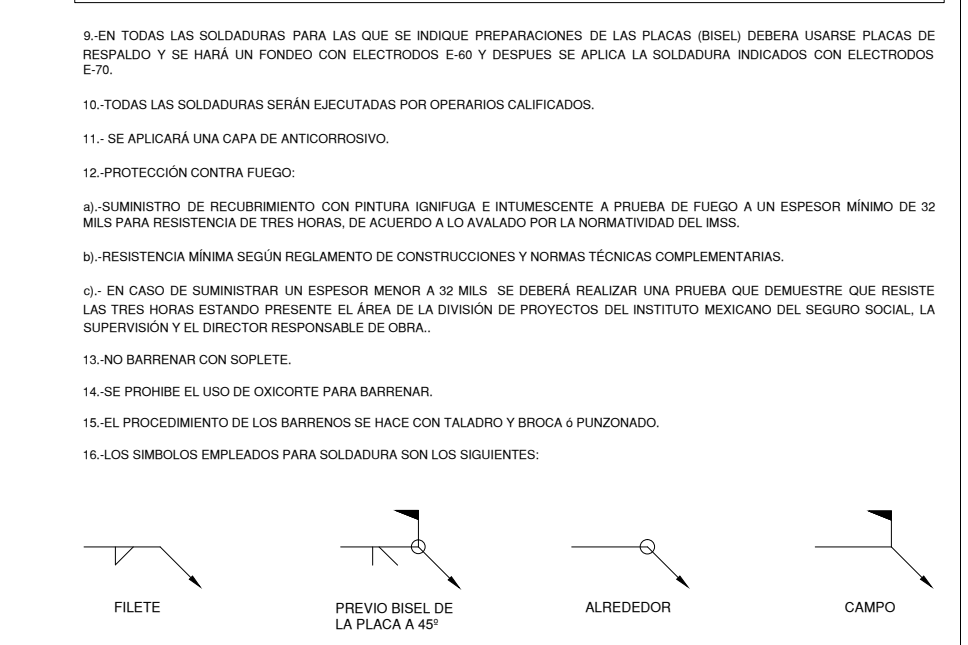 9.-EN TODAS LAS SOLDADURAS PARA LAS QUE SE INDIQUE PREPARACIONES DE LAS PLACAS (BISEL) DEBERA USARSE PLACAS DE
RESPALDO Y SE HARÁ UN FONDEO CON ELECTRODOS E-60 Y DESPUES SE APLICA LA SOLDADURA INDICADOS CON ELECTRODOS
E-70.
10.-TODAS LAS SOLDADURAS SERÁN EJECUTADAS POR OPERARIOS CALIFICADOS.
11.- SE APLICARÁ UNA CAPA DE ANTICORROSIVO.
12.-PROTECCIÓN CONTRA FUEGO:
a).-SUMINISTRO DE RECUBRIMIENTO CON PINTURA IGNIFUGA E INTUMESCENTE A PRUEBA DE FUEGO A UN ESPESOR MÍNIMO DE 32
MILS PARA RESISTENCIA DE TRES HORAS, DE ACUERDO A LO AVALADO POR LA NORMATIVIDAD DEL IMSS.
b).-RESISTENCIA MÍNIMA SEGÚN REGLAMENTO DE CONSTRUCCIONES Y NORMAS TÉCNICAS COMPLEMENTARIAS.
c).- EN CASO DE SUMINISTRAR UN ESPESOR MENOR A 32 MILS SE DEBERÁ REALIZAR UNA PRUEBA QUE DEMUESTRE QUE RESISTE
LAS TRES HORAS ESTANDO PRESENTE EL ÁREA DE LA DIVISIÓN DE PROYECTOS DEL INSTITUTO MEXICANO DEL SEGURO SOCIAL, LA
SUPERVISIÓN Y EL DIRECTOR RESPONSABLE DE OBRA..
13.-NO BARRENAR CON SOPLETE.
14.-SE PROHIBE EL USO DE OXICORTE PARA BARRENAR.
15.-EL PROCEDIMIENTO DE LOS BARRENOS SE HACE CON TALADRO Y BROCA ó PUNZONADO.
16.-LOS SIMBOLOS EMPLEADOS PARA SOLDADURA SON LOS SIGUIENTES:
FILETE
PREVIO BISEL DE
LA PLACA A 45º
ALREDEDOR
CAMPO